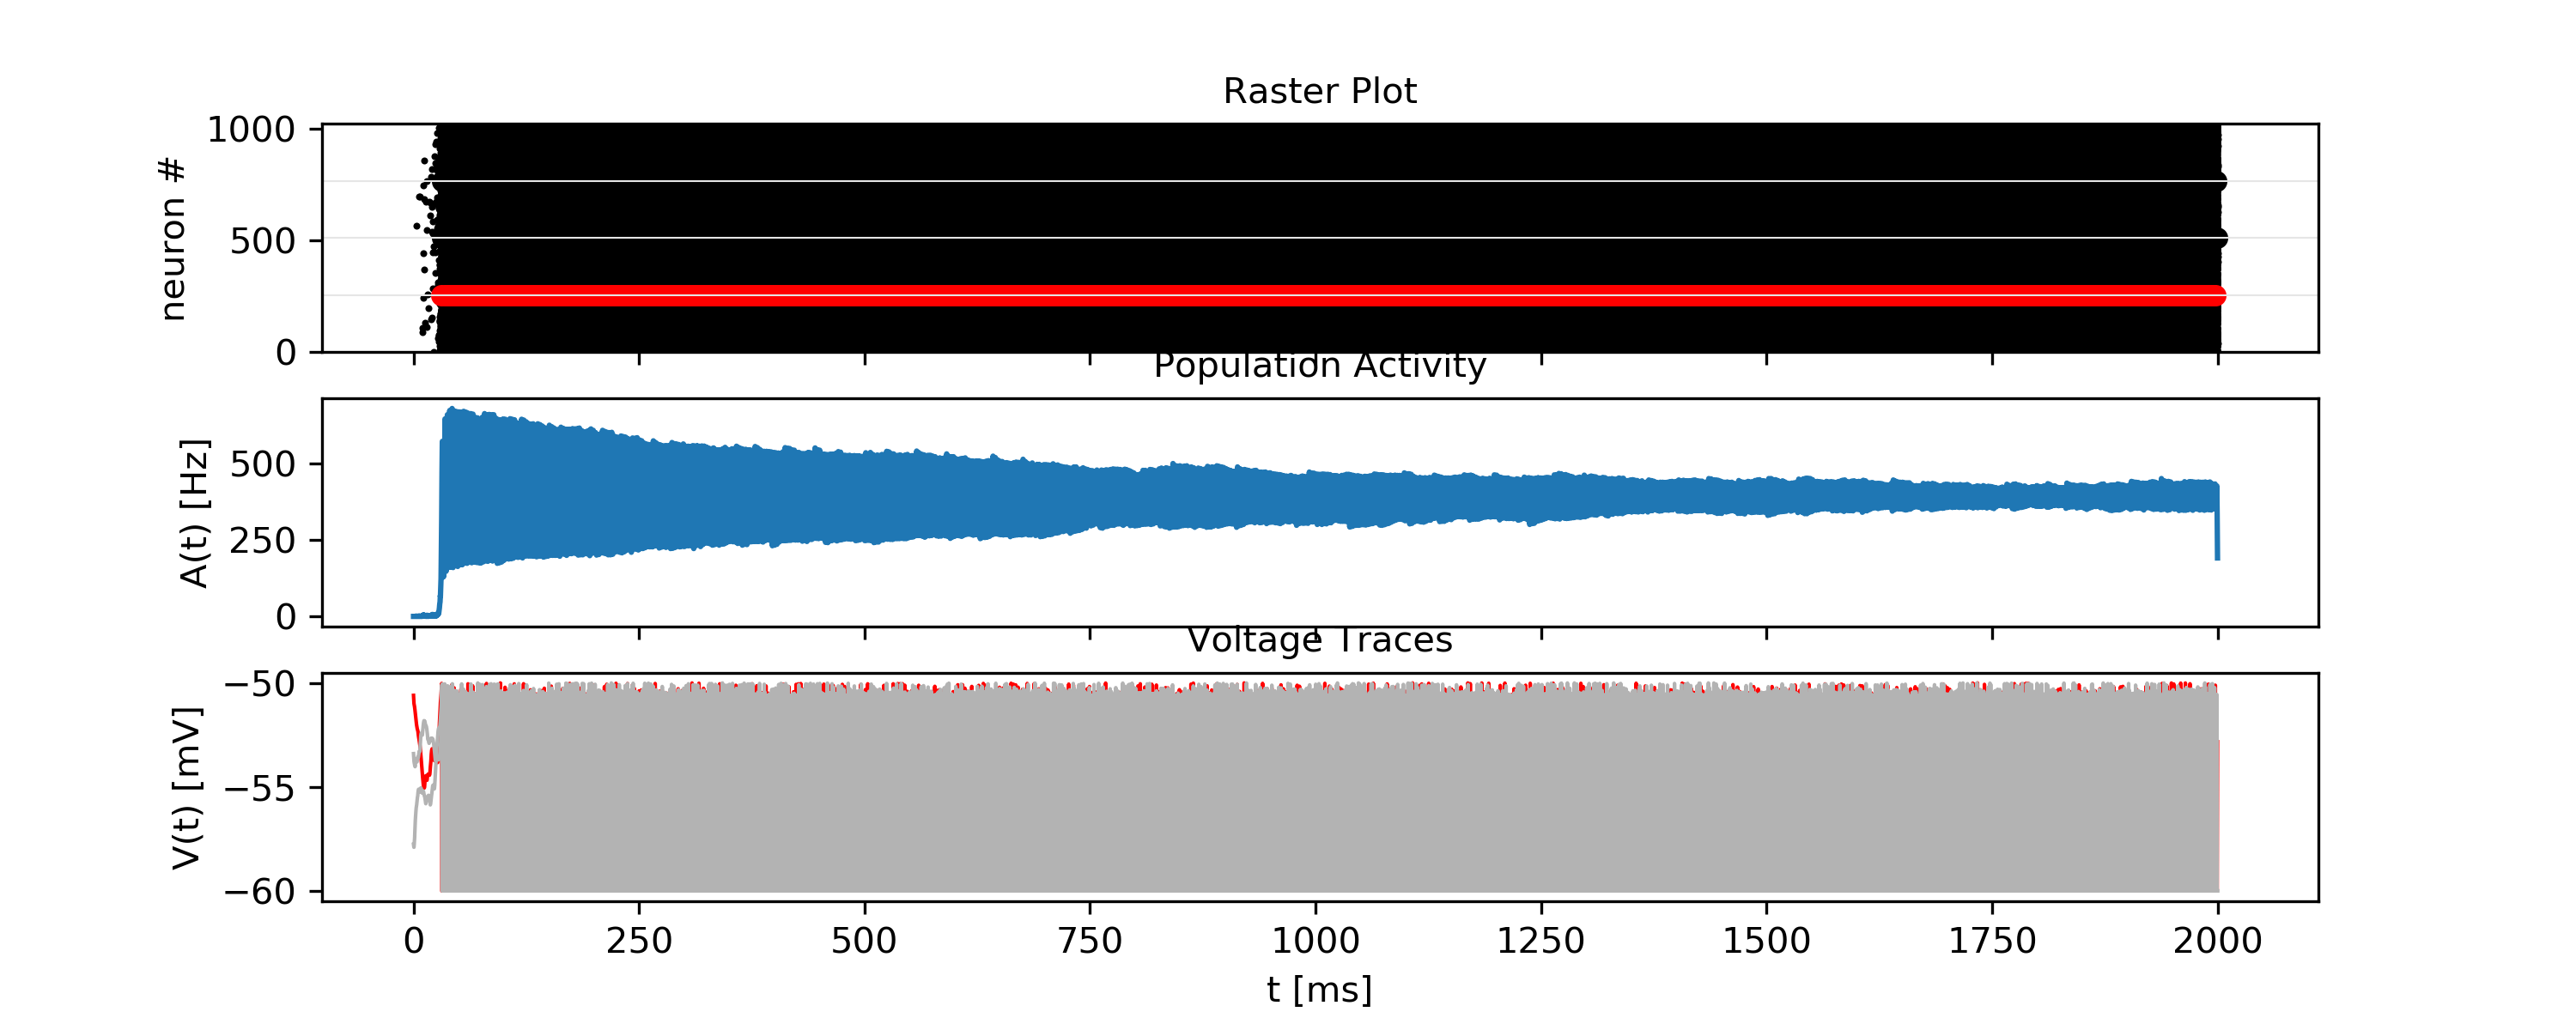 Raster Plot
neuron #
1000
500
0
Population Activity
A(t) [Hz]
500
250
0
Voltage Traces
V(t) [mV]
−50
−55
−60
0 250 500 750 1000 1250 1500 1750 2000
t [ms]